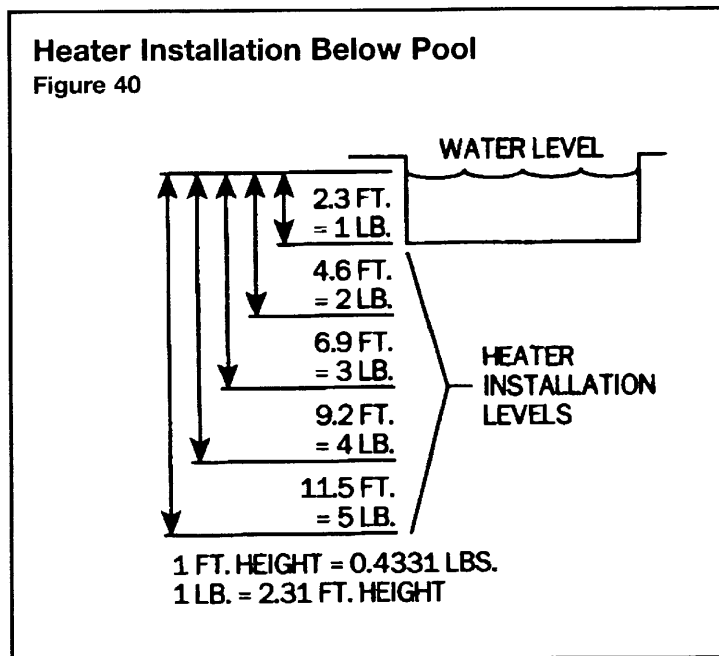 Heater Installation Below Pool
Figure 40
WATER LEVEL
2.3 FT.
= 1 LB.
4.6 FT.
= 2 LB.
6.9 FT.
= 3 LB.
9.2 FT.
= 4 LB.
11.5 FT.
= 5 LB.
HEATER
INSTALLATION
LEVELS
1 FT. HEIGHT = 0.4331 LBS.
1 LB. = 2.31 FT. HEIGHT